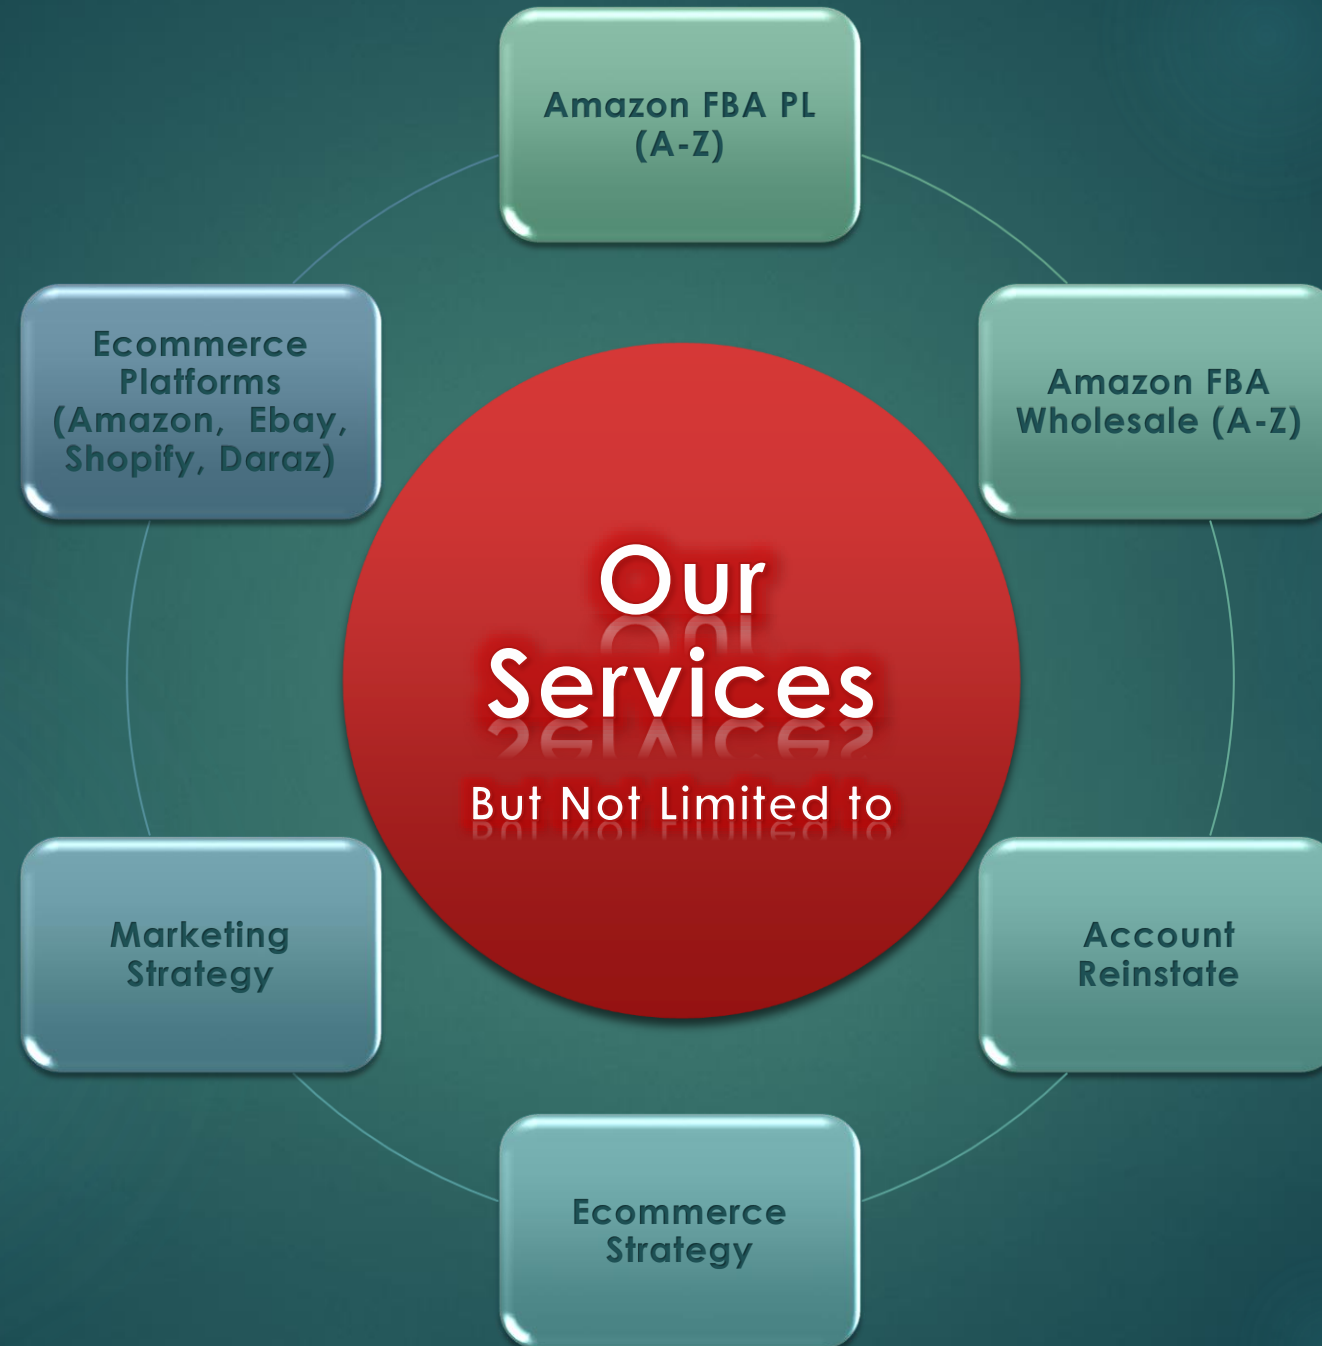 Amazon FBA PL
(A-Z)
Amazon FBA
Wholesale (A-Z)
Account
Reinstate
Ecommerce
Strategy
Marketing
Strategy
Ecommerce
Platforms
(Amazon,  Ebay,
Shopify, Daraz)
Our
Services
But Not Limited to